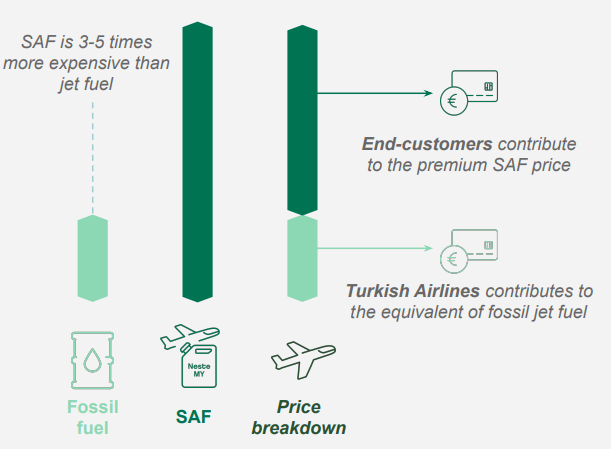 SAF is 3-5 times
more expensive than
jet fuel
€
End-customers contribute
to the premium SAF price
€
Turkish Airlines contributes to
the equivalent of fossil jet fuel
Neste
MY
Fossil
fuel
SAF
Price
breakdown